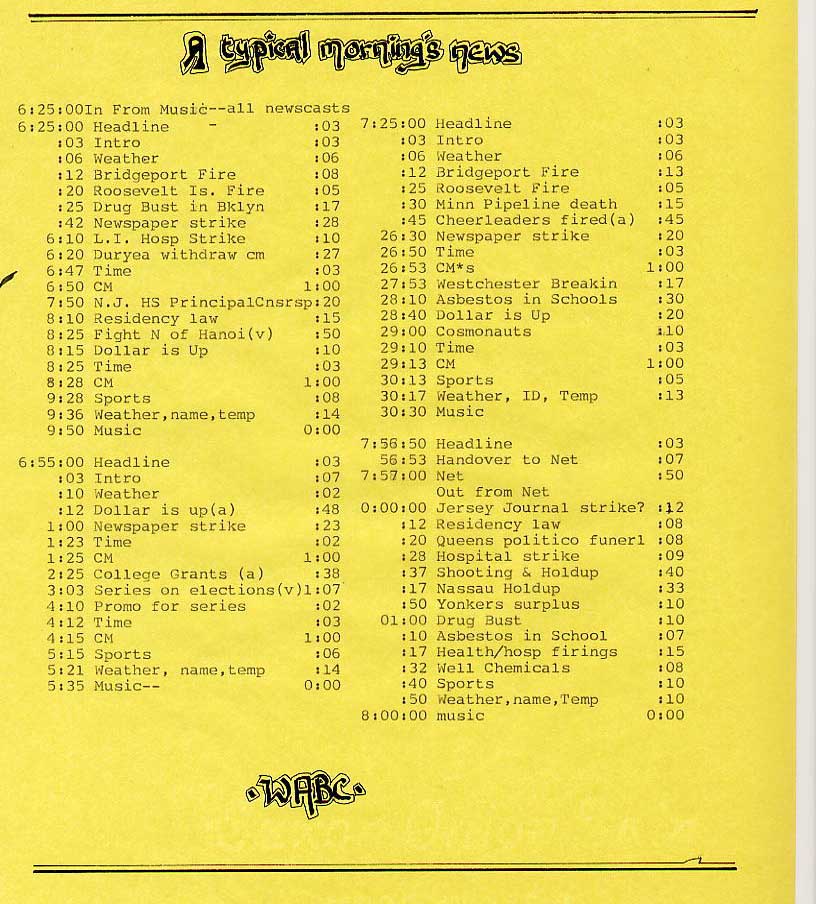 A typical morning's news
6:25:00In From Music--all newscasts
6:25:00 Headline - :03
:03 Intro :03
:06 Weather :06
:12 Bridgeport Fire :08
:20 Roosevelt Is. Fire :05
:25 Drug Bust in Bklyn :17
:42 Newspaper strike :28
6:10 L.I. Hosp Strike :10
6:20 Duryea withdraw cm :27
6:47 Time :03
6:50 CM 1:00
7:50 N.J. HS PrincipalCnsrsp:20
8:10 Residency law :15
8:25 Fight N of Hanoi(v) :50
8:15 Dollar is Up :10
8:25 Time :03
8:28 CM 1:00
9:28 Sports :08
9:36 Weather,name,temp :14
9:50 Music 0:00
6:55:00 Headline :03
:03 Intro :07
:10 Weather :02
:12 Dollar is up(a) :48
1:00 Newspaper strike :23
1:23 Time :02
1:25 CM 1:00
2:25 College Grants (a) :38
3:03 Series on elections(v)1:07
4:10 Promo for series :02
4:12 Time :03
4:15 CM 1:00
5:15 Sports :06
5:21 Weather, name,temp :14
5:35 Music-- 0:00
7:25:00 Headline :03
:03 Intro :03
:06 Weather :06
:12 Bridgeport Fire :13
:25 Roosevelt Fire :05
:30 Minn Pipeline death :15
:45 Cheerleaders fired(a) :45
26:30 Newspaper strike :20
26:50 Time :03
26:53 CM*s 1:00
27:53 Westchester Breakin :17
28:10 Asbestos in Schools :30
28:40 Dollar is Up :20
29:00 Cosmonauts :10
29:10 Time :03
29:13 CM 1:00
30:13 Sports :05
30:17 Weather, ID, Temp :13
30:30 Music
7:56:50 Headline :03
56:53 Handover to Net :07
7:57:00 Net :50
Out from Net
0:00:00 Jersey Journal strike? :12
:12 Residency law :08
:20 Queens politico funerl :08
:28 Hospital strike :09
:37 Shooting & Holdup :40
:17 Nassau Holdup :33
:50 Yonkers surplus :10
01:00 Drug Bust :10
:10 Asbestos in School :07
:17 Health/hosp firings :15
:32 Well Chemicals :08
:40 Sports :10
:50 Weather,name,Temp :10
8:00:00 music 0:00
·WABC·